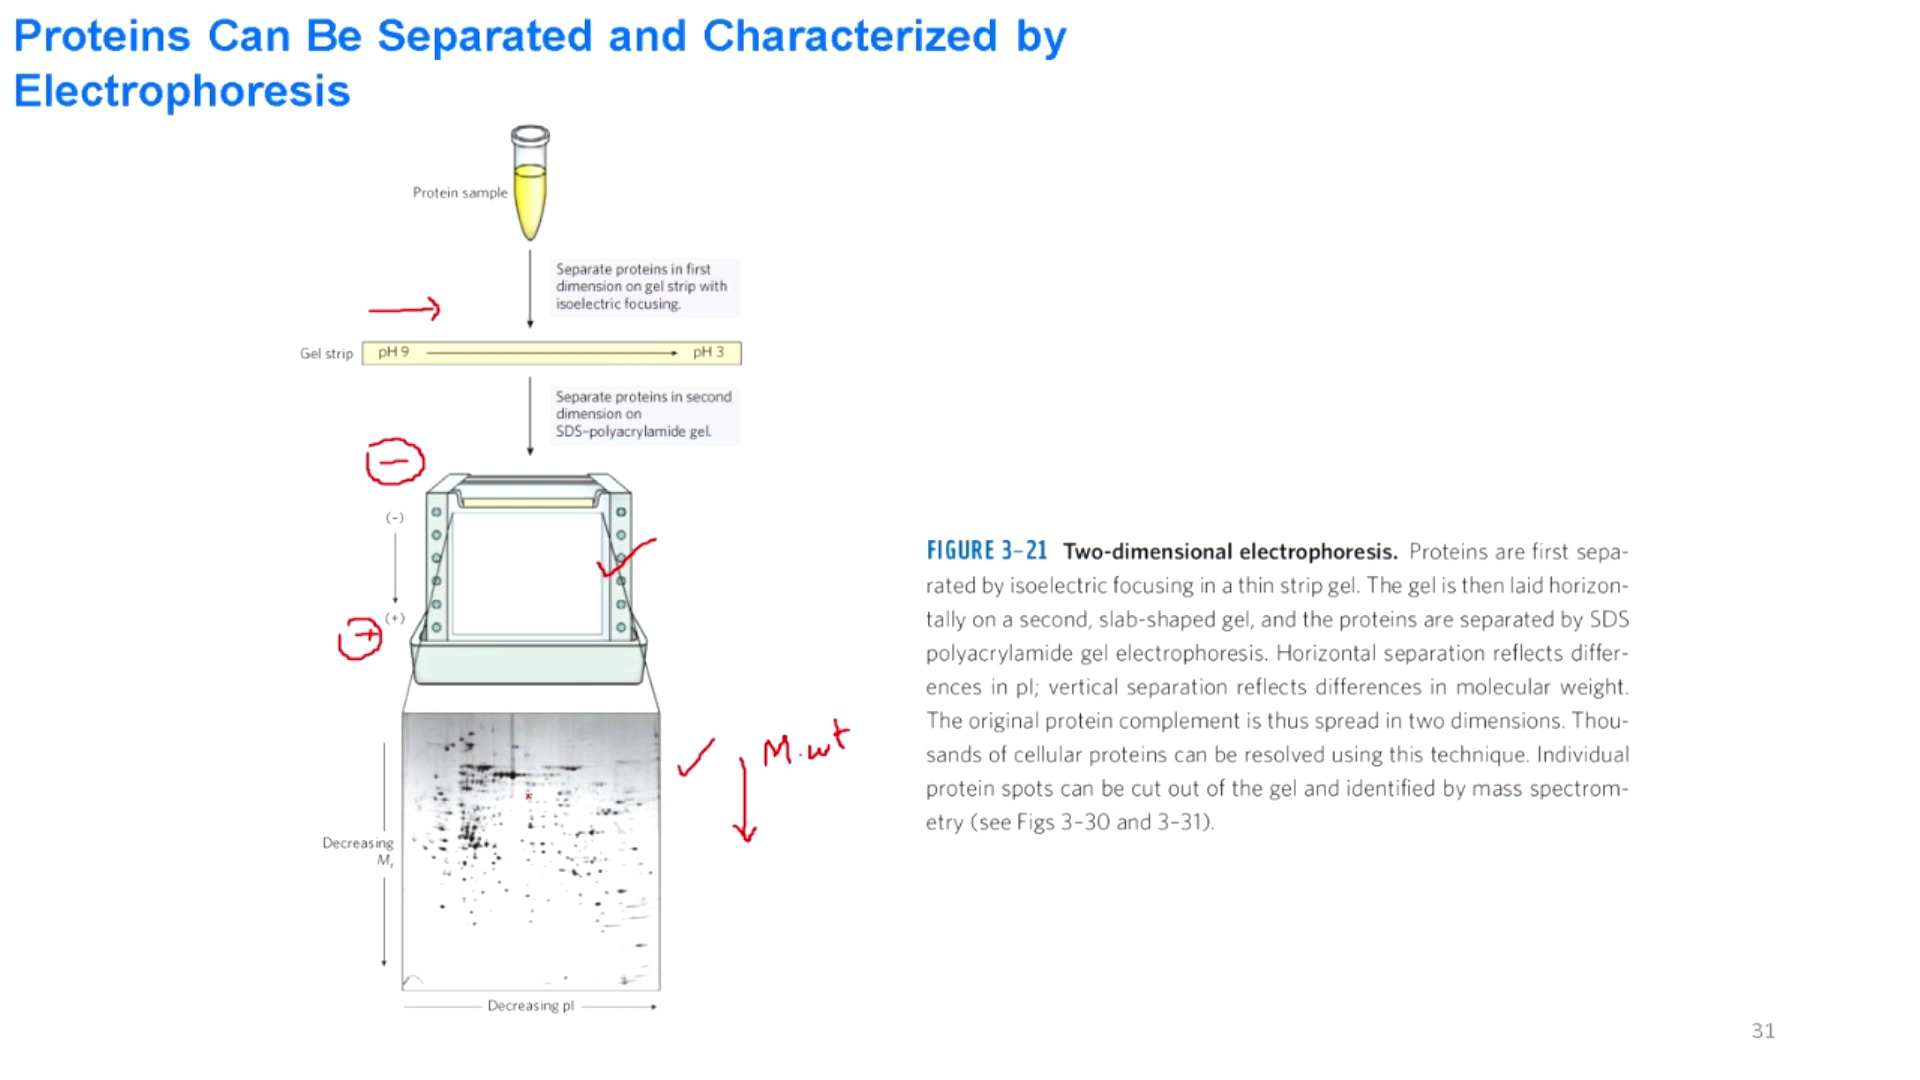 Proteins Can Be Separated and Characterized by
Electrophoresis
Protein sample
Separate proteins in first
dimension on gel strip with
isoelectric focusing.
Gel strip
pH 9
pH 3
Separate proteins in second
dimension on
SDS-polyacrylamide gel.
−
(−)
(+)
+
M.wt
Decreasing
Mr
Decreasing pI
FIGURE 3–21 Two-dimensional electrophoresis. Proteins are first sepa-
rated by isoelectric focusing in a thin strip gel. The gel is then laid horizon-
tally on a second, slab-shaped gel, and the proteins are separated by SDS
polyacrylamide gel electrophoresis. Horizontal separation reflects differ-
ences in pI; vertical separation reflects differences in molecular weight.
The original protein complement is thus spread in two dimensions. Thou-
sands of cellular proteins can be resolved using this technique. Individual
protein spots can be cut out of the gel and identified by mass spectrom-
etry (see Figs 3–30 and 3–31).
31